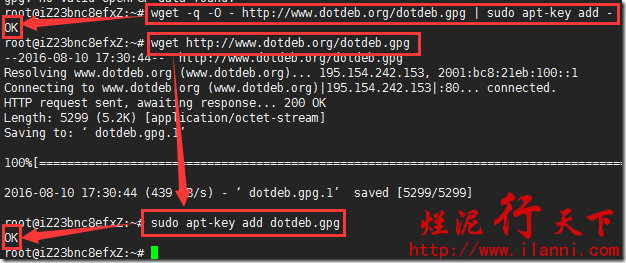 gpg: no valid OpenPGP data found.
root@iZ23bnc8efxZ:~# wget -q -O - http://www.dotdeb.org/dotdeb.gpg | sudo apt-key add -
OK
root@iZ23bnc8efxZ:~# wget http://www.dotdeb.org/dotdeb.gpg
--2016-08-10 17:30:44-- http://www.dotdeb.org/dotdeb.gpg
Resolving www.dotdeb.org (www.dotdeb.org)... 195.154.242.153, 2001:bc8:21eb:100::1
Connecting to www.dotdeb.org (www.dotdeb.org)|195.154.242.153|:80... connected.
HTTP request sent, awaiting response... 200 OK
Length: 5299 (5.2K) [application/octet-stream]
Saving to: ‘ dotdeb.gpg.1’
100%[==============================================================================
2016-08-10 17:30:44 (439 B/s) - ‘ dotdeb.gpg.1’ saved [5299/5299]
root@iZ23bnc8efxZ:~# sudo apt-key add dotdeb.gpg
OK
root@iZ23bnc8efxZ:~#
烂泥行天下
http://www.ilanni.com